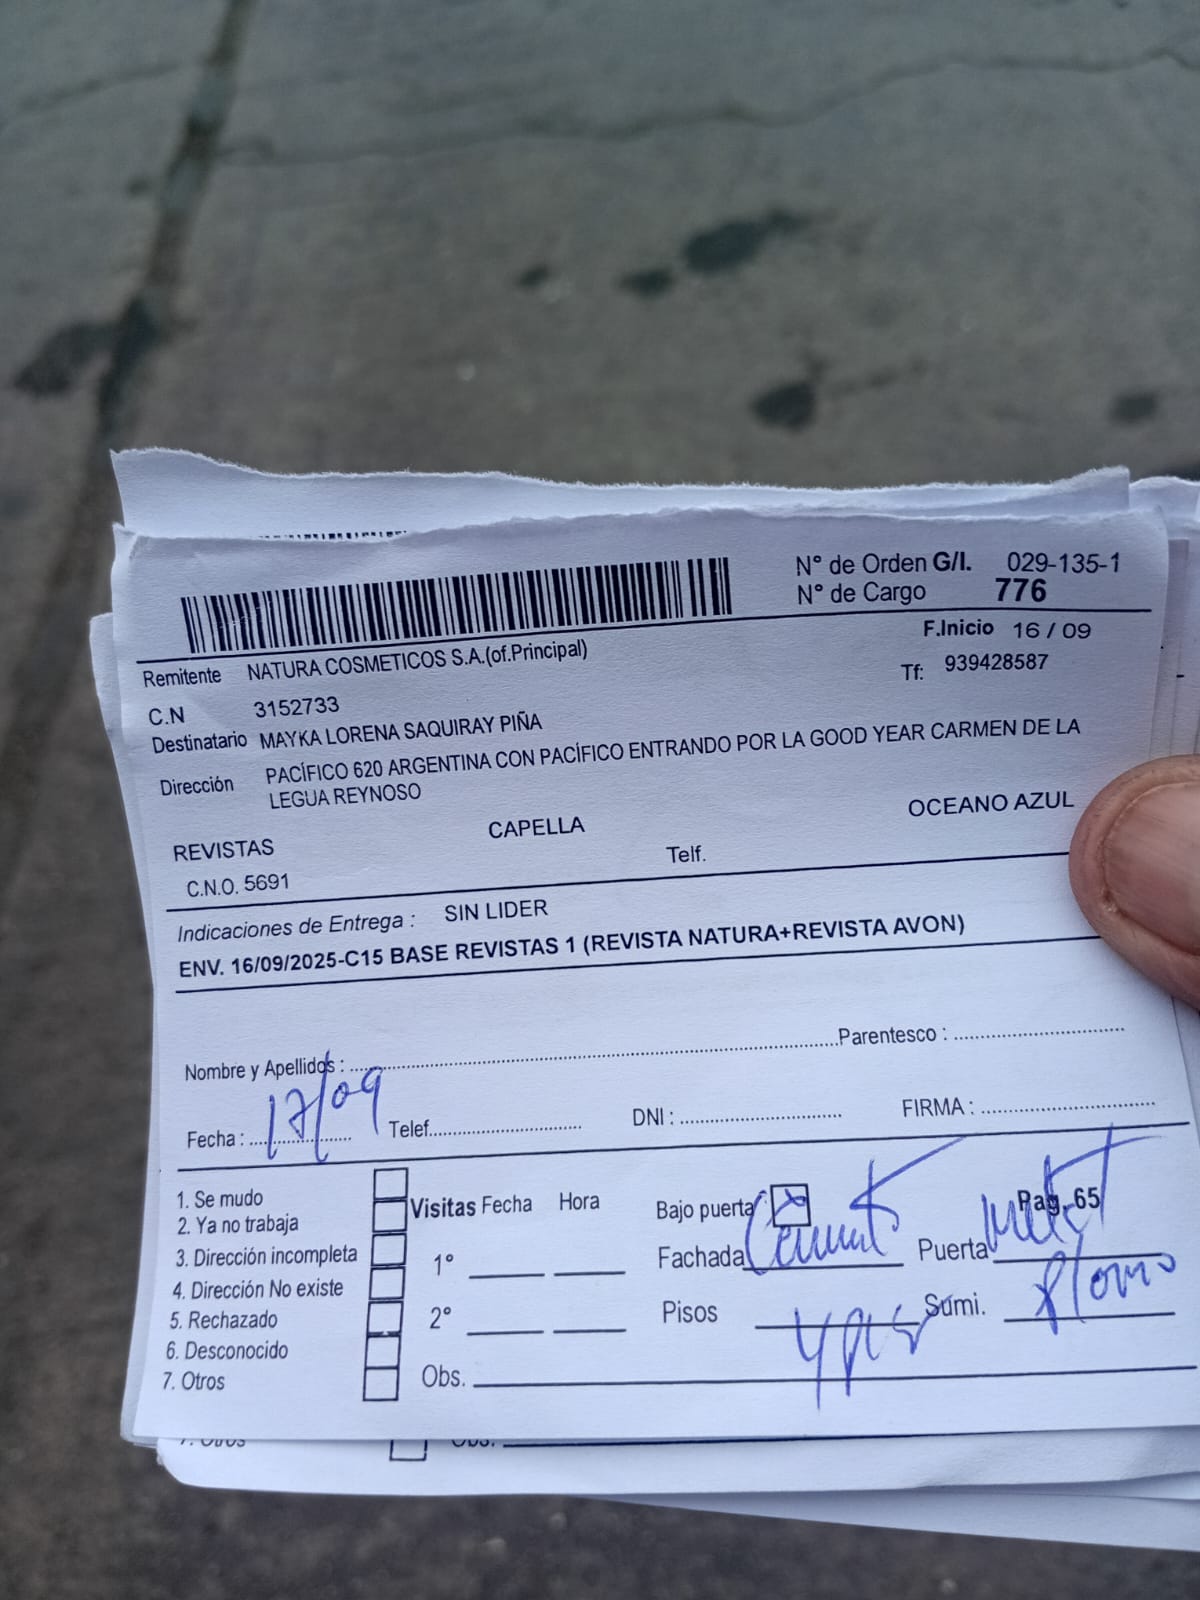 N° de Orden G/I. 029-135-1
N° de Cargo 776
F.Inicio 16 / 09
Remitente NATURA COSMETICOS S.A.(of.Principal)
Tf: 939428587
C.N 3152733
Destinatario MAYKA LORENA SAQUIRAY PIÑA
Dirección PACÍFICO 620 ARGENTINA CON PACÍFICO ENTRANDO POR LA GOOD YEAR CARMEN DE LA
LEGUA REYNOSO
REVISTAS CAPELLA OCEANO AZUL
C.N.O. 5691 Telf.
Indicaciones de Entrega : SIN LIDER
ENV. 16/09/2025-C15 BASE REVISTAS 1 (REVISTA NATURA+REVISTA AVON)
Nombre y Apellidos : Parentesco :
Fecha : 17/09 Telef. DNI : FIRMA :
1. Se mudo
2. Ya no trabaja
3. Dirección incompleta
4. Dirección No existe
5. Rechazado
6. Desconocido
7. Otros
Visitas Fecha Hora
1°
2°
Obs.
Bajo puerta Pag. 65
Fachada Puerta
Pisos Sumi. plomo
7. Otros Obs.